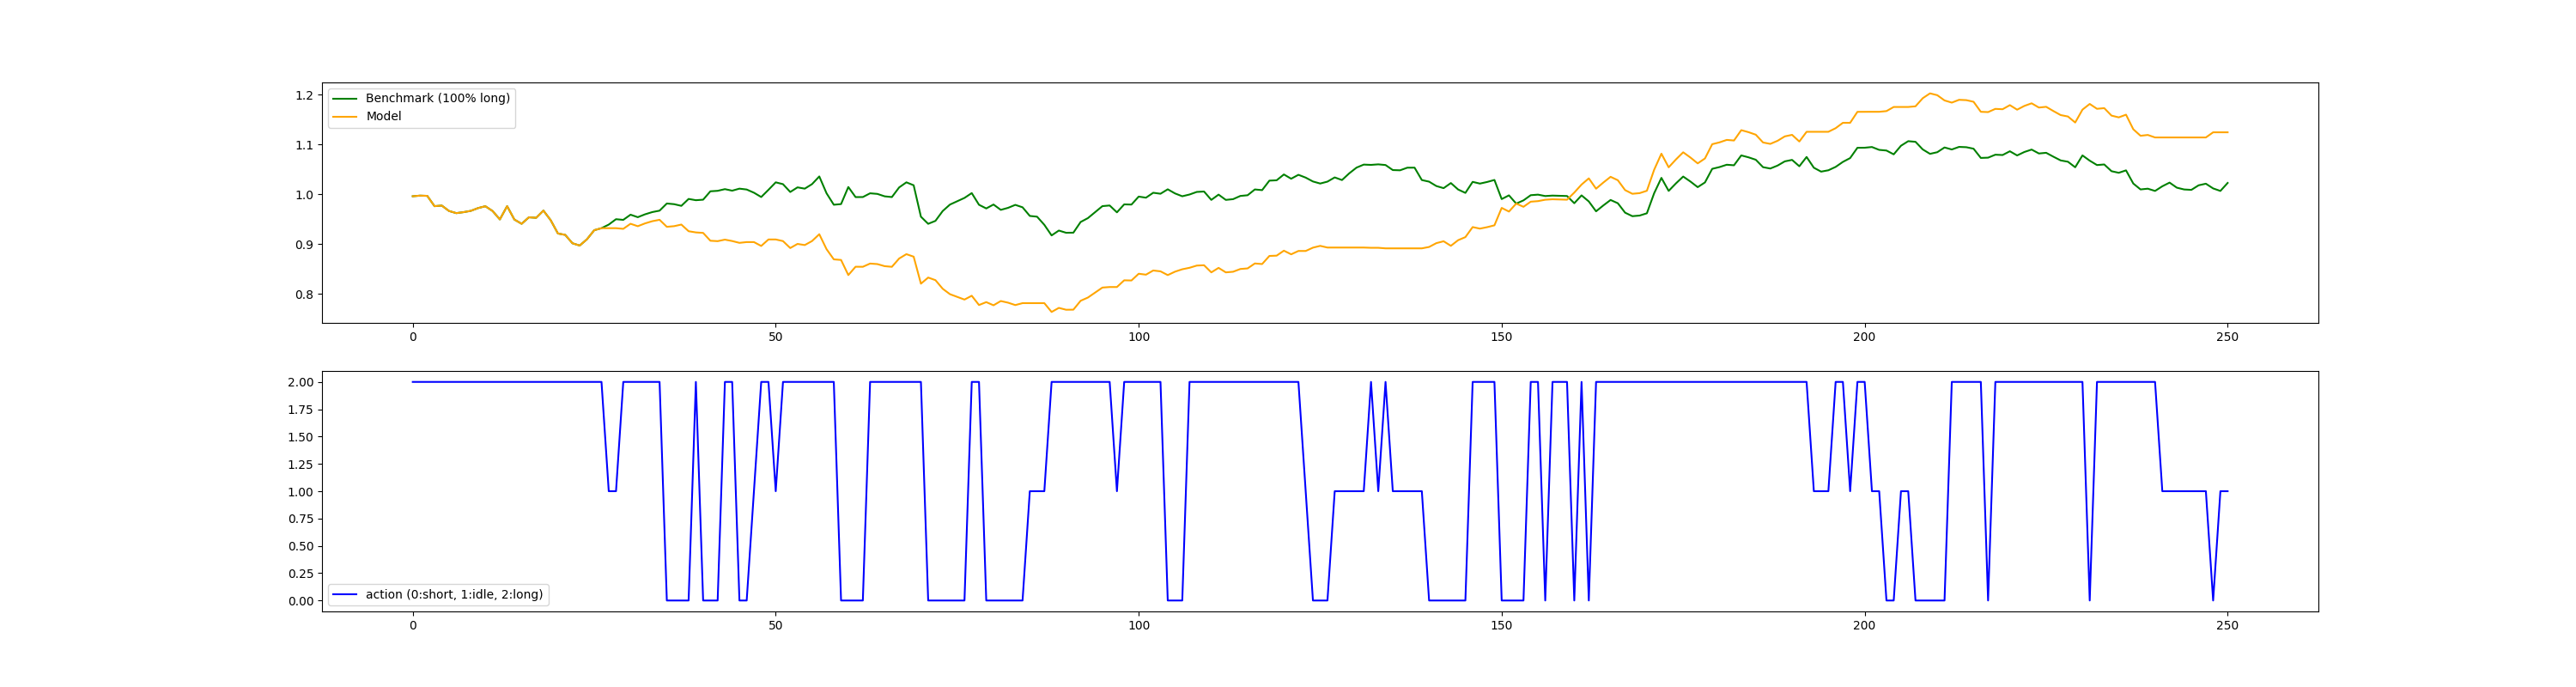 1.2
1.1
1.0
0.9
0.8
Benchmark (100% long)
Model
0 50 100 150 200 250
2.00
1.75
1.50
1.25
1.00
0.75
0.50
0.25
0.00
action (0:short, 1:idle, 2:long)
0 50 100 150 200 250